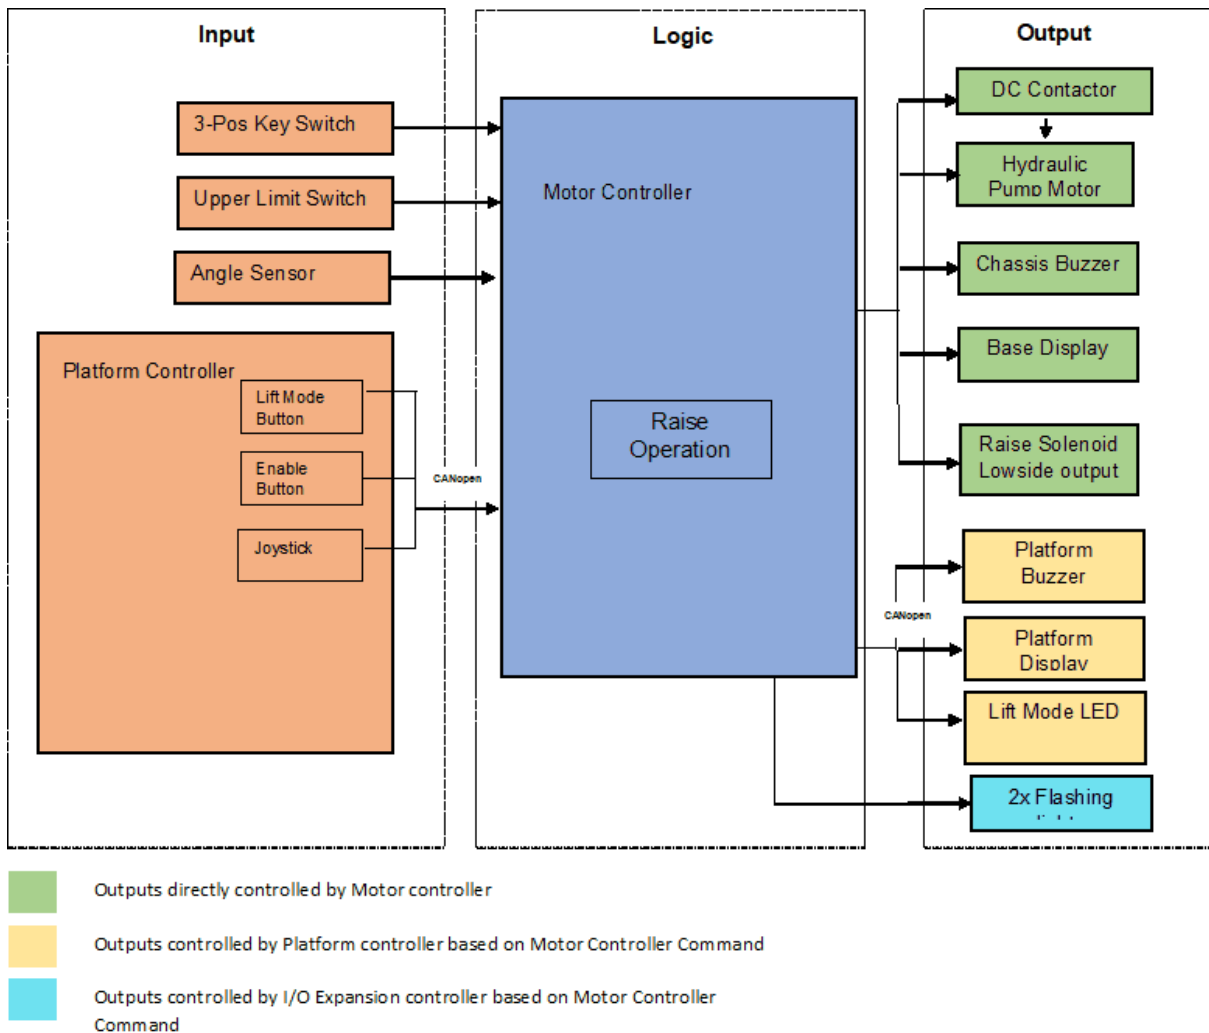 Input
Logic
Output
3-Pos Key Switch
Upper Limit Switch
Angle Sensor
Platform Controller
Lift Mode
Button
Enable
Button
Joystick
CANopen
Motor Controller
Raise
Operation
DC Contactor
Hydraulic
Pump Motor
Chassis Buzzer
Base Display
Raise Solenoid
Lowside output
CANopen
Platform
Buzzer
Platform
Display
Lift Mode LED
2x Flashing
Outputs directly controlled by Motor controller
Outputs controlled by Platform controller based on Motor Controller Command
Outputs controlled by I/O Expansion controller based on Motor Controller
Command